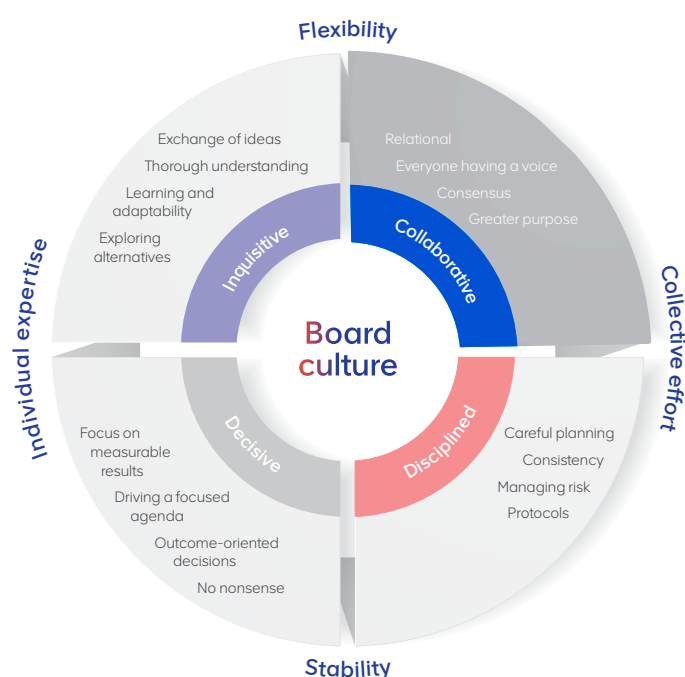 Flexibility
Exchange of ideas
Thorough understanding
Learning and
adaptability
Exploring
alternatives
Inquisitive
Relational
Everyone having a voice
Consensus
Greater purpose
Collaborative
Individual expertise
Board
culture
Collective effort
Focus on
measurable
results
Driving a focused
agenda
Outcome-oriented
decisions
No nonsense
Decisive
Careful planning
Consistency
Managing risk
Protocols
Disciplined
Stability